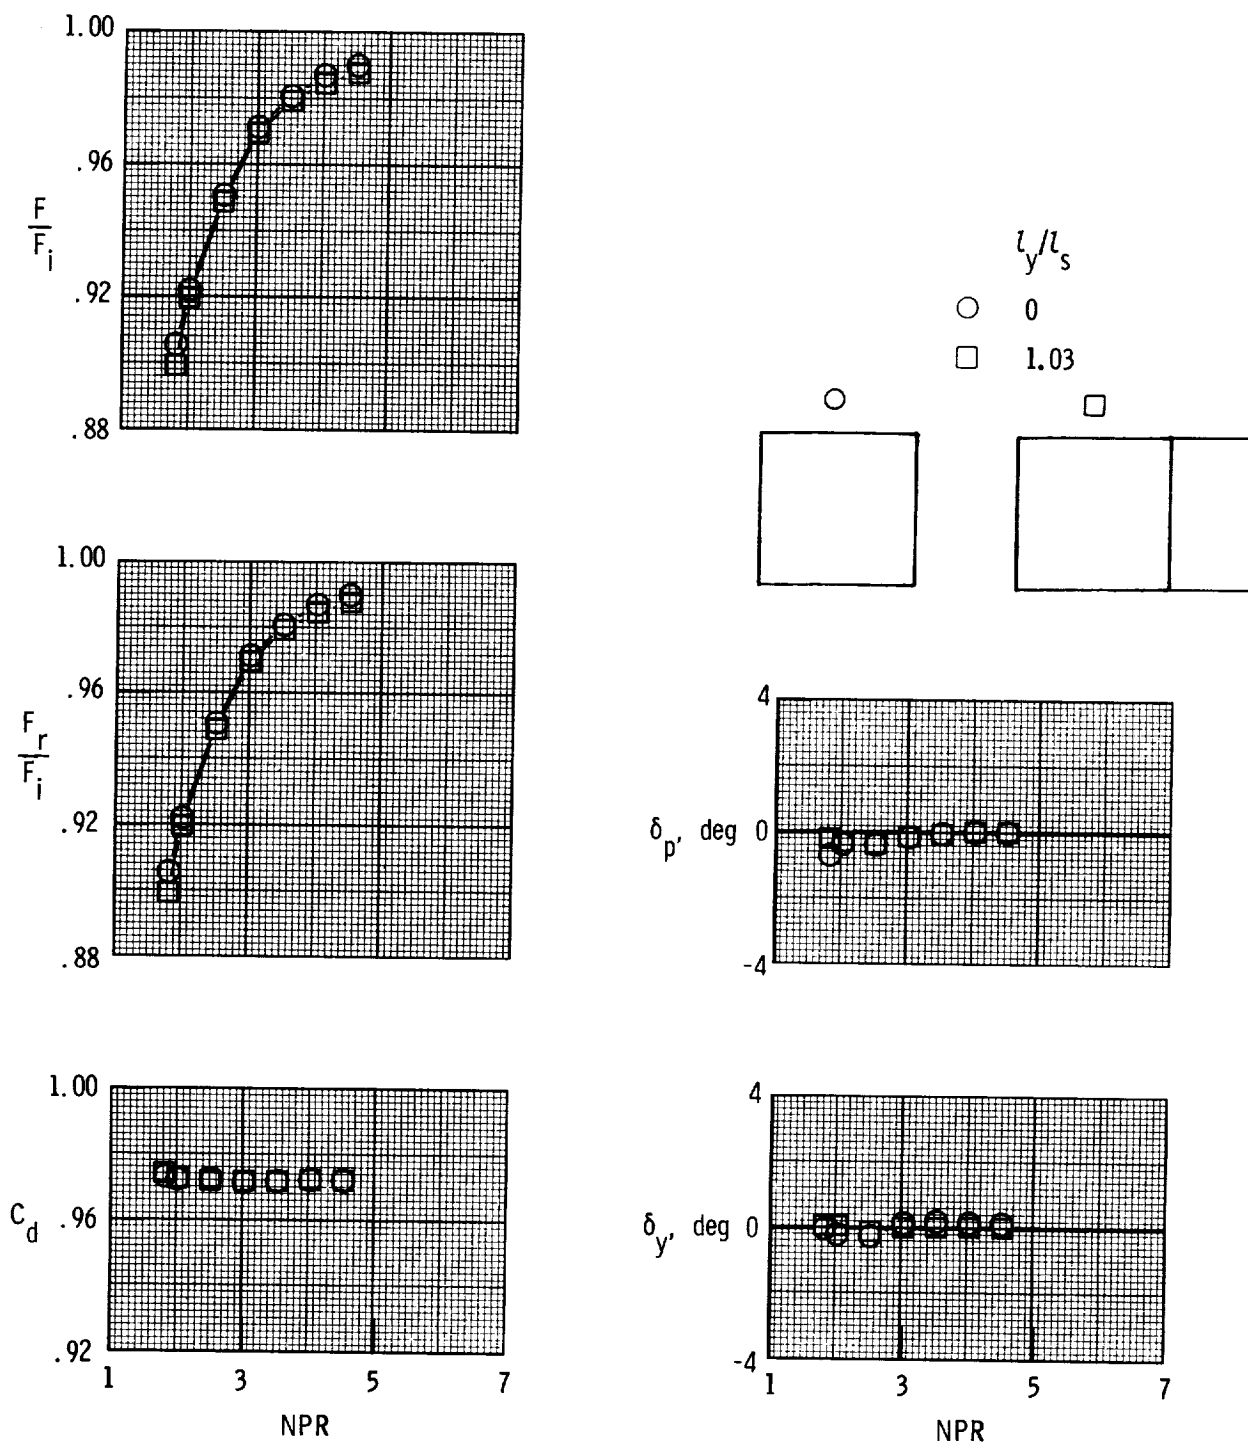 1.00
.96
F
F_i
.92
.88
l_y/l_s
0
1.03
1.00
.96
F_r
F_i
.92
.88
4
δ_p, deg 0
-4
1.00
C_d
.96
.92
1 3 5 7
NPR
4
δ_y, deg 0
-4
1 3 5 7
NPR